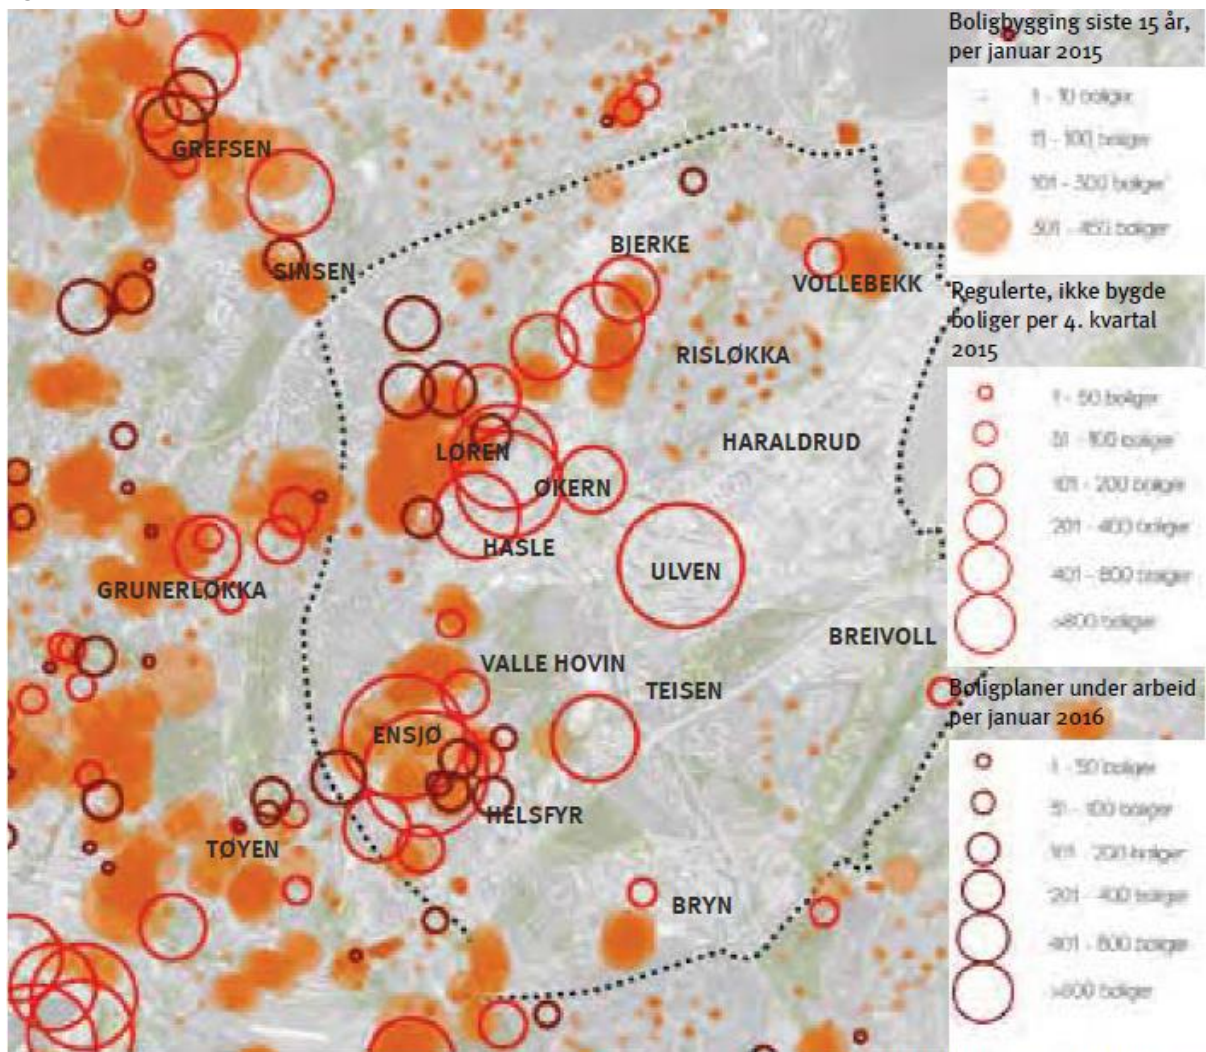 Boligbygging siste 15 år,
per januar 2015
1 - 10 boliger
11 - 100 boliger
101 - 300 boliger
301 - 450 boliger
Regulerte, ikke bygde
boliger per 4. kvartal
2015
1 - 50 boliger
51 - 100 boliger
101 - 200 boliger
201 - 400 boliger
401 - 800 boliger
>800 boliger
Boligplaner under arbeid
per januar 2016
1 - 50 boliger
51 - 100 boliger
101 - 200 boliger
201 - 400 boliger
401 - 800 boliger
>800 boliger
GREFSEN
SINSEN
BJERKE
VOLLEBEKK
RISLØKKA
HARALDRUD
LØREN
ØKERN
HASLE
ULVEN
GRUNERLØKKA
BREIVOLL
VALLE HOVIN
TEISEN
ENSJØ
HELSFYR
TØYEN
BRYN